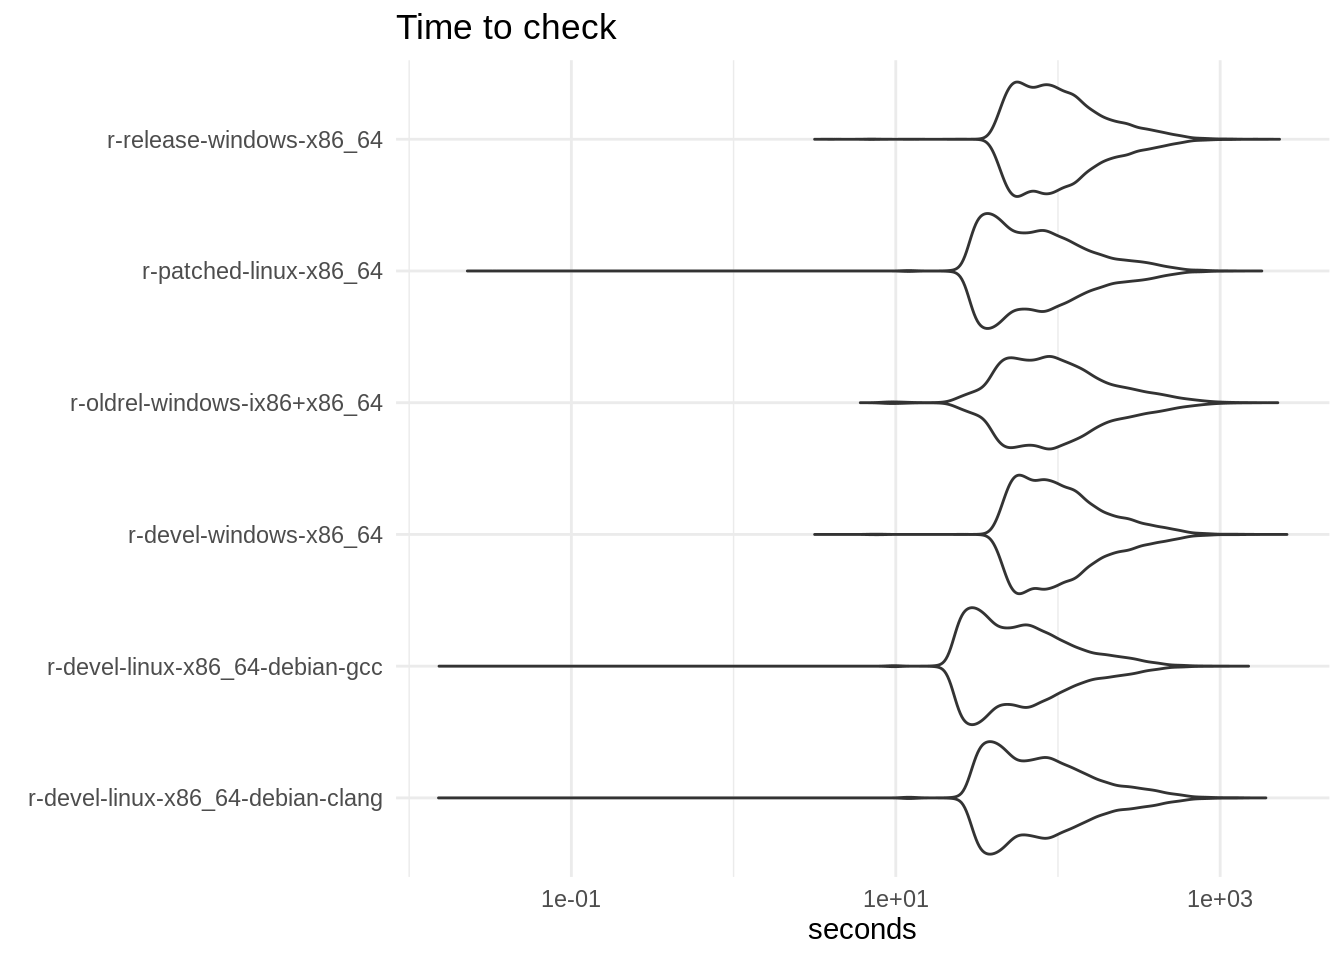 Time to check
r-release-windows-x86_64
r-patched-linux-x86_64
r-oldrel-windows-ix86+x86_64
r-devel-windows-x86_64
r-devel-linux-x86_64-debian-gcc
r-devel-linux-x86_64-debian-clang
1e-01 1e+01 1e+03
seconds